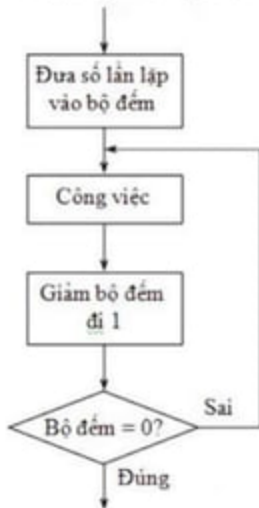 Đưa số lần lặp
vào bộ đếm
Công việc
Giảm bộ đếm
đi 1
Bộ đếm = 0?
Sai
Đúng